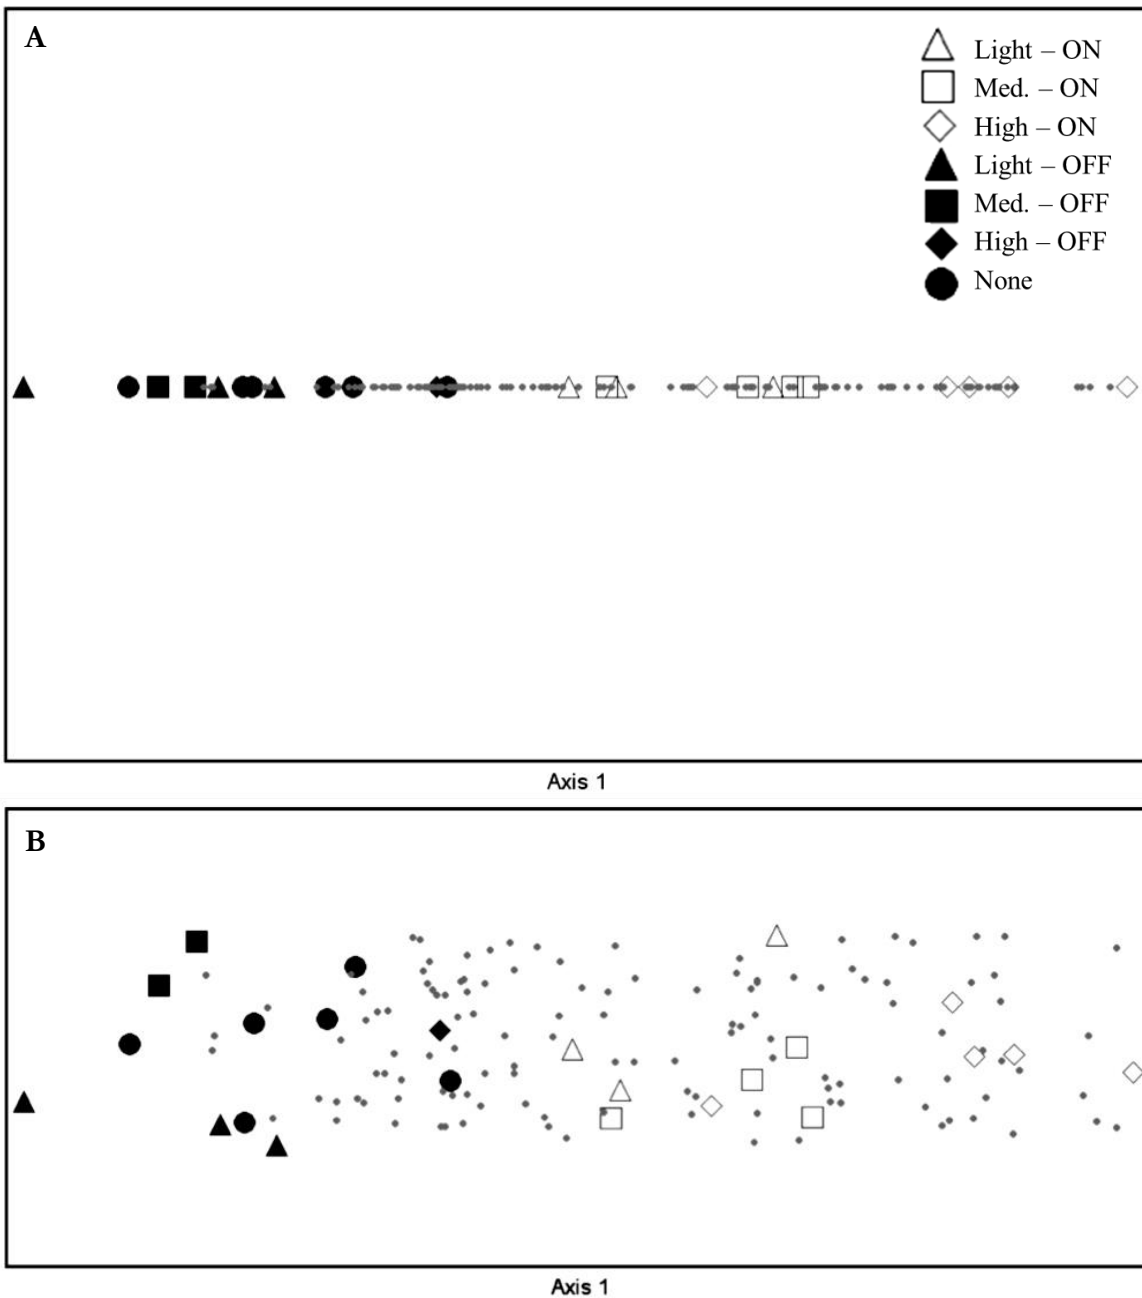 A
Light – ON
Med. – ON
High – ON
Light – OFF
Med. – OFF
High – OFF
None
Axis 1
B
Axis 1